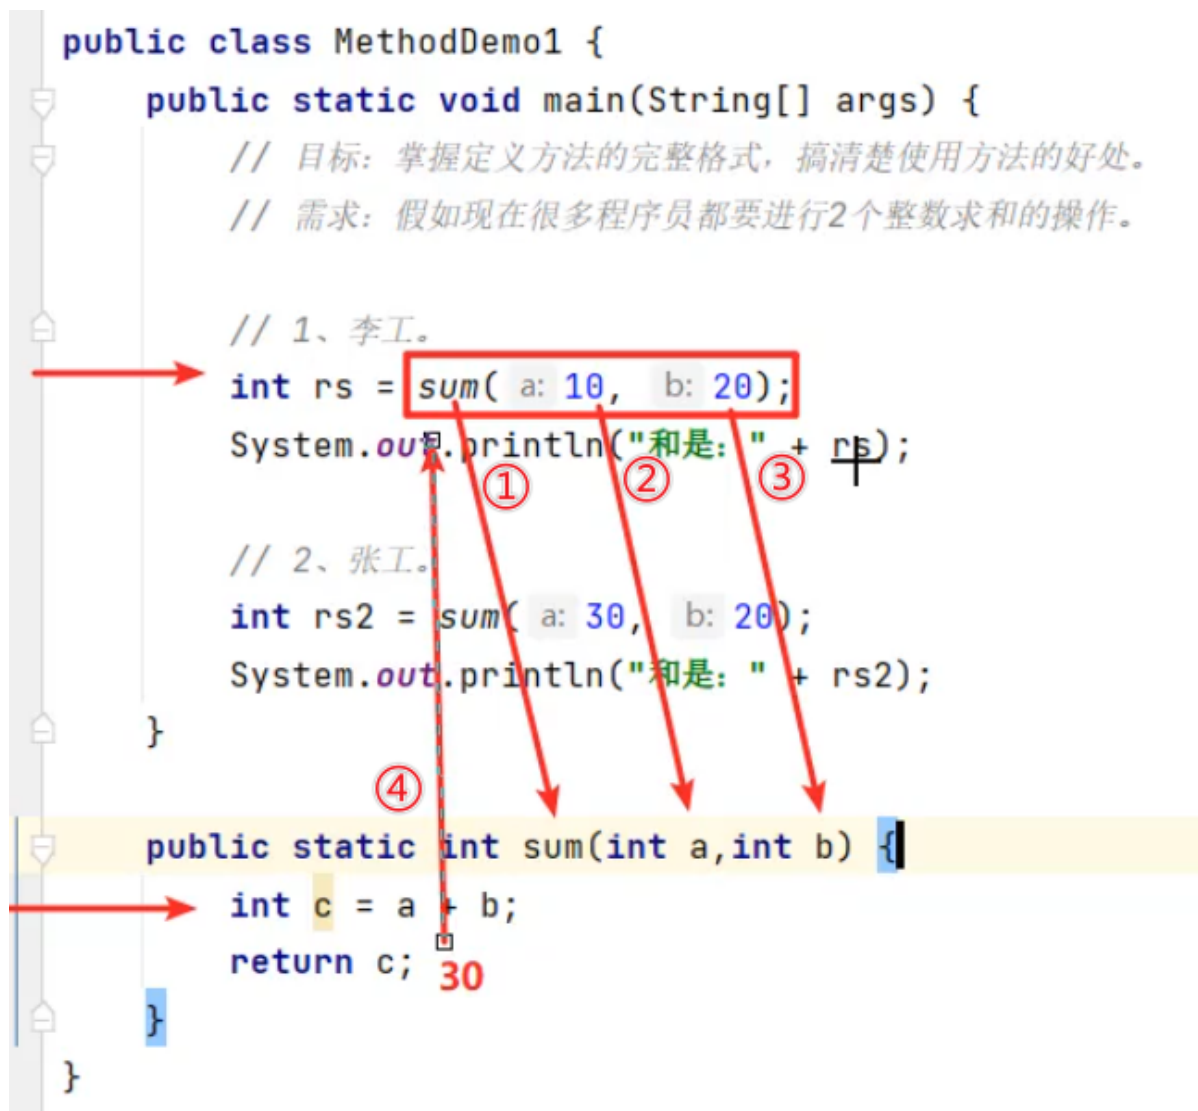 public class MethodDemo1 {
public static void main(String[] args) {
// 目标：掌握定义方法的完整格式，搞清楚使用方法的好处。
// 需求：假如现在很多程序员都要进行2个整数求和的操作。
// 1、李工。
int rs = sum( a: 10, b: 20);
System.out.println("和是：" + rs);
① ② ③
// 2、张工。
int rs2 = sum( a: 30, b: 20);
System.out.println("和是：" + rs2);
}
④
public static int sum(int a,int b) {
int c = a + b;
return c;
30
}
}